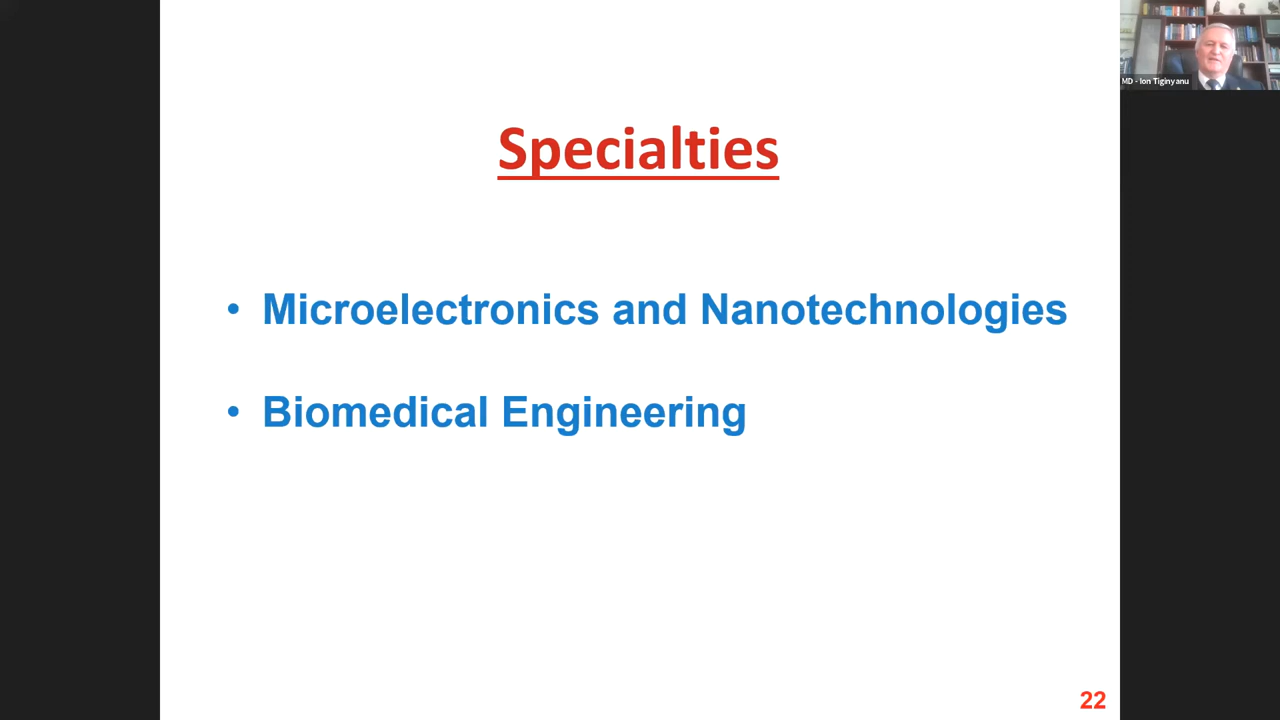 MD - Ion Tiginyanu
Specialties
• Microelectronics and Nanotechnologies
• Biomedical Engineering
22